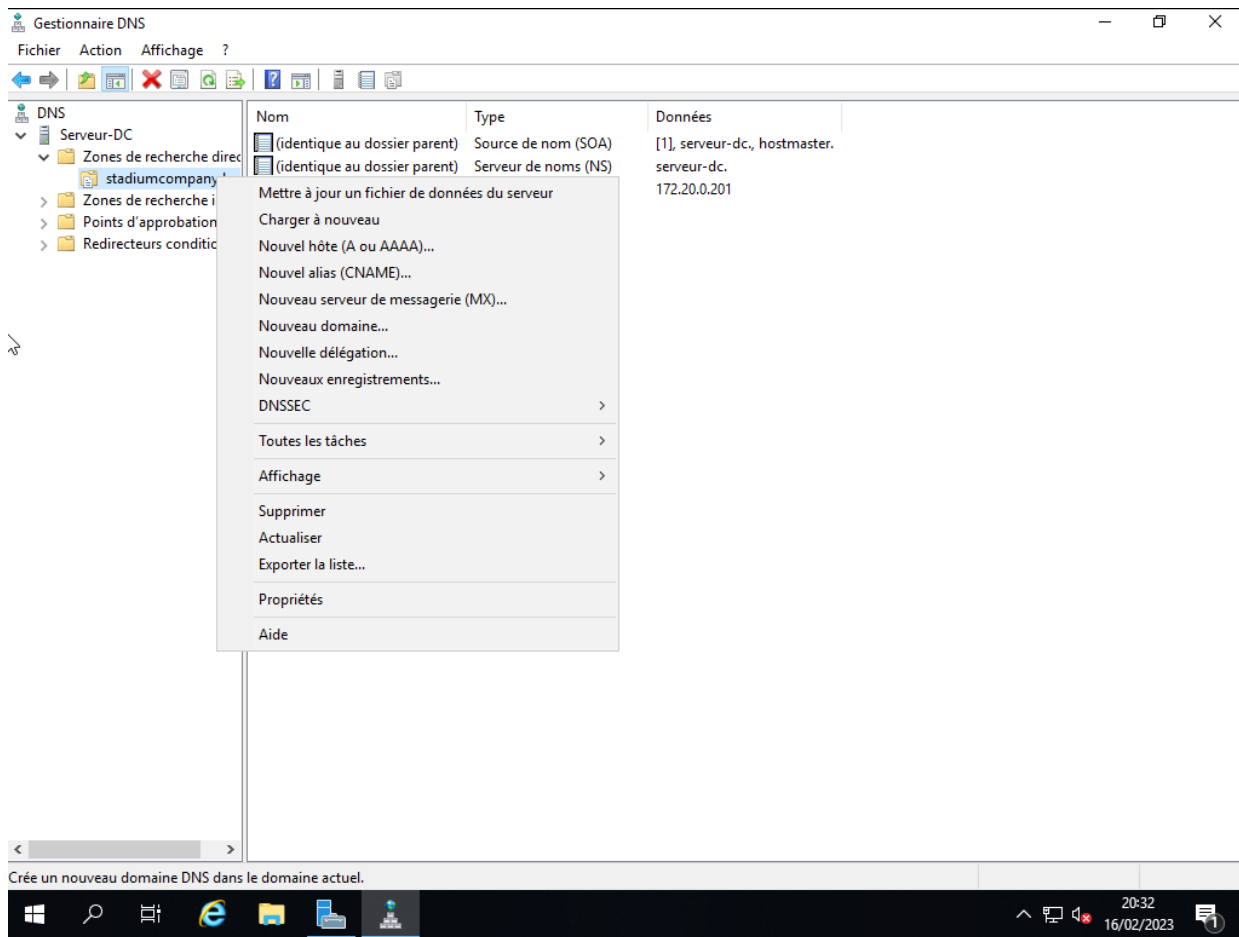 Gestionnaire DNS
Fichier Action Affichage ?
DNS
Serveur-DC
Zones de recherche direc
stadiumcompany
Zones de recherche i
Points d'approbation
Redirecteurs conditic
Nom Type Données
(identique au dossier parent) Source de nom (SOA) [1], serveur-dc., hostmaster.
(identique au dossier parent) Serveur de noms (NS) serveur-dc.
172.20.0.201
Mettre à jour un fichier de données du serveur
Charger à nouveau
Nouvel hôte (A ou AAAA)...
Nouvel alias (CNAME)...
Nouveau serveur de messagerie (MX)...
Nouveau domaine...
Nouvelle délégation...
Nouveaux enregistrements...
DNSSEC
Toutes les tâches
Affichage
Supprimer
Actualiser
Exporter la liste...
Propriétés
Aide
Crée un nouveau domaine DNS dans le domaine actuel.
20:32
16/02/2023
1